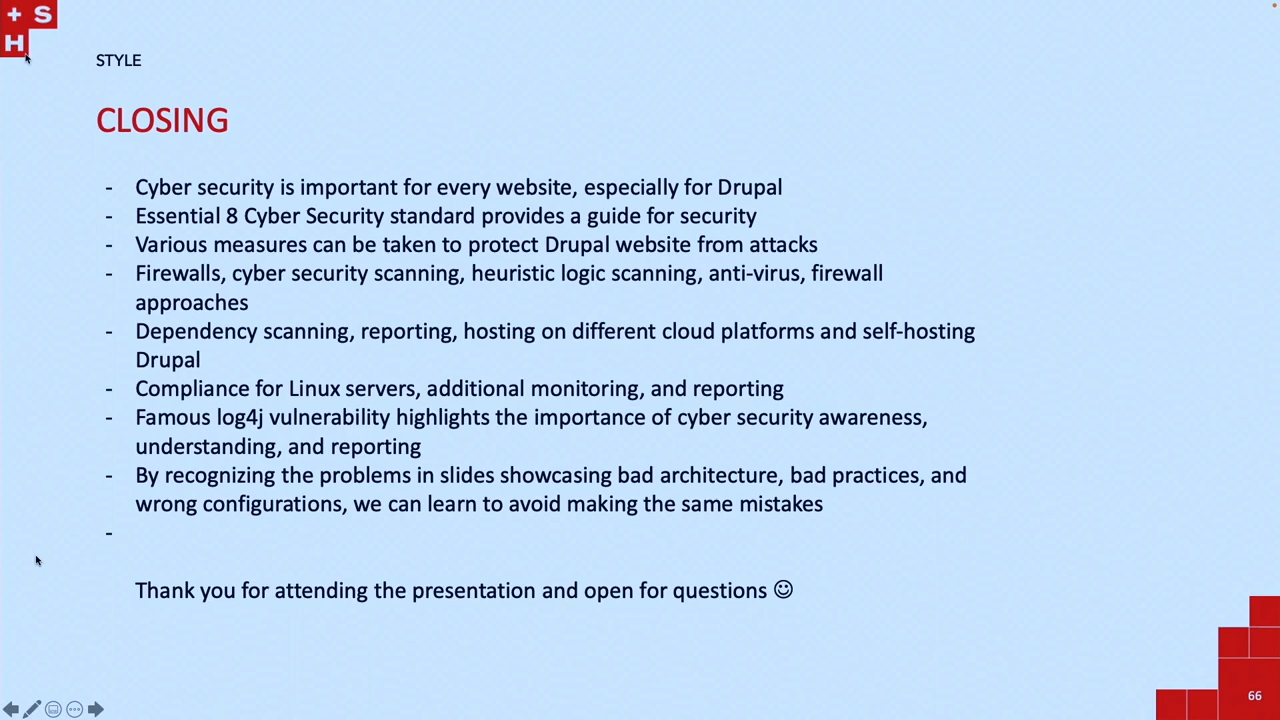 + S
H
STYLE
CLOSING
- Cyber security is important for every website, especially for Drupal
- Essential 8 Cyber Security standard provides a guide for security
- Various measures can be taken to protect Drupal website from attacks
- Firewalls, cyber security scanning, heuristic logic scanning, anti-virus, firewall
approaches
- Dependency scanning, reporting, hosting on different cloud platforms and self-hosting
Drupal
- Compliance for Linux servers, additional monitoring, and reporting
- Famous log4j vulnerability highlights the importance of cyber security awareness,
understanding, and reporting
- By recognizing the problems in slides showcasing bad architecture, bad practices, and
wrong configurations, we can learn to avoid making the same mistakes
-
Thank you for attending the presentation and open for questions ☺
66